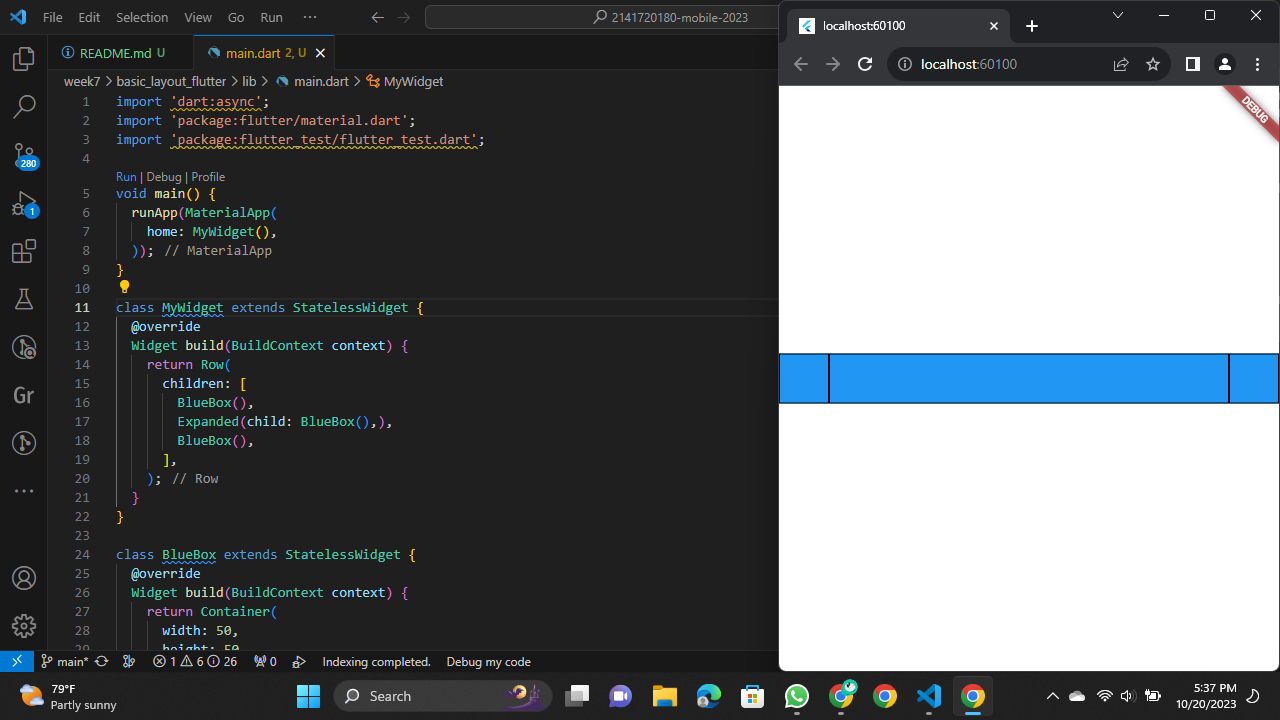 File Edit Selection View Go Run ···
2141720180-mobile-2023
localhost:60100
localhost:60100
README.md U
main.dart 2, U
week7 > basic_layout_flutter > lib > main.dart > MyWidget
DEBUG
1 import 'dart:async';
2 import 'package:flutter/material.dart';
3 import 'package:flutter_test/flutter_test.dart';
4
Run | Debug | Profile
5 void main() {
6 runApp(MaterialApp(
7 home: MyWidget(),
8 )); // MaterialApp
9 }
10
11 class MyWidget extends StatelessWidget {
12 @override
13 Widget build(BuildContext context) {
14 return Row(
15 children: [
16 BlueBox(),
17 Expanded(child: BlueBox(),),
18 BlueBox(),
19 ],
20 ); // Row
21 }
22 }
23
24 class BlueBox extends StatelessWidget {
25 @override
26 Widget build(BuildContext context) {
27 return Container(
28 width: 50,
29 height: 50
280
1
Gr
main* 1 6 26 0 Indexing completed. Debug my code
79°F
Partly sunny
Search
5:37 PM
10/20/2023